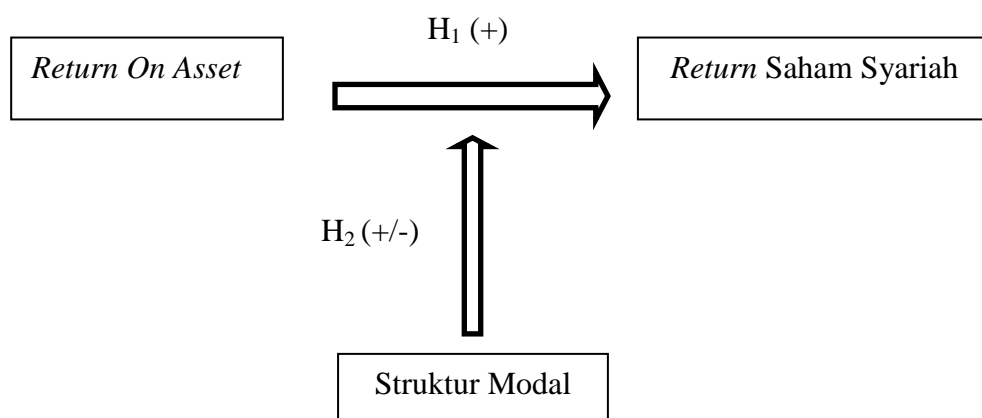 H₁ (+)
Return On Asset
Return Saham Syariah
H₂ (+/-)
Struktur Modal